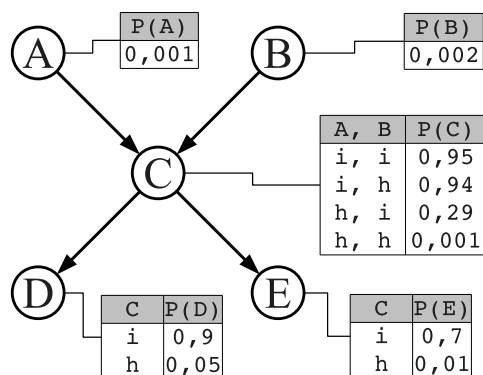 A
P(A)
0,001
B
P(B)
0,002
C
A, B P(C)
i, i 0,95
i, h 0,94
h, i 0,29
h, h 0,001
D
C P(D)
i 0,9
h 0,05
E
C P(E)
i 0,7
h 0,01